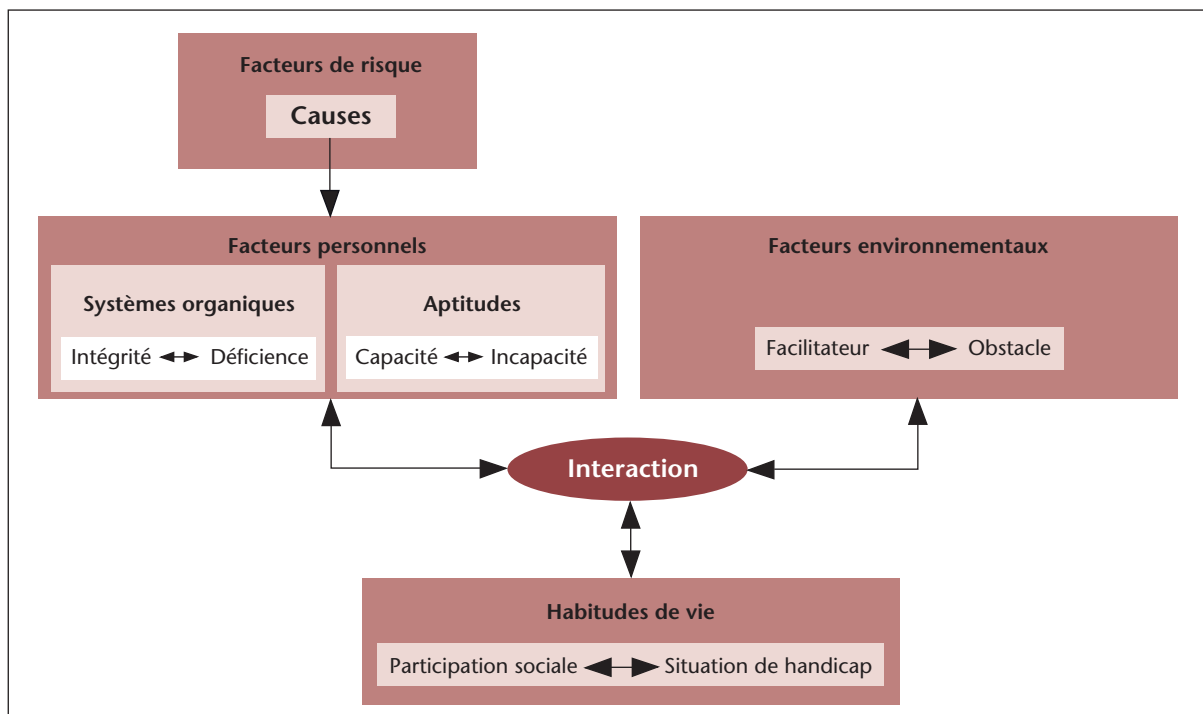 Facteurs de risque
Causes
Facteurs personnels
Systèmes organiques
Intégrité Déficience
Aptitudes
Capacité Incapacité
Facteurs environnementaux
Facilitateur Obstacle
Interaction
Habitudes de vie
Participation sociale Situation de handicap